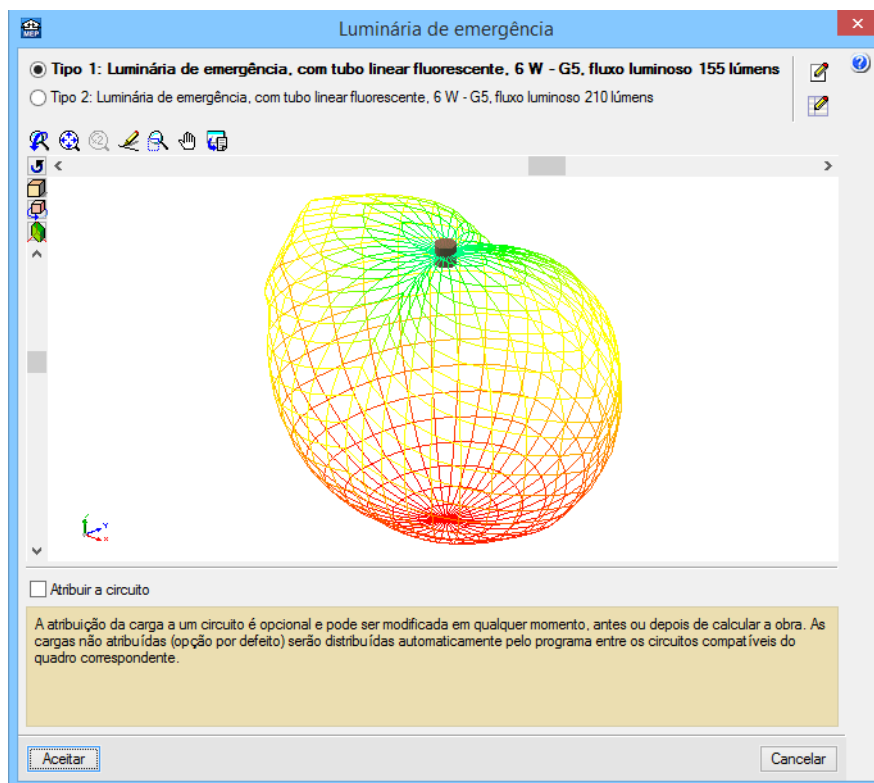 MEP
Luminária de emergência
Tipo 1: Luminária de emergência, com tubo linear fluorescente, 6 W - G5, fluxo luminoso 155 lúmens
Tipo 2: Luminária de emergência, com tubo linear fluorescente, 6 W - G5, fluxo luminoso 210 lúmens
×2
Z
Y
X
Atribuir a circuito
A atribuição da carga a um circuito é opcional e pode ser modificada em qualquer momento, antes ou depois de calcular a obra. As
cargas não atribuídas (opção por defeito) serão distribuídas automaticamente pelo programa entre os circuitos compatíveis do
quadro correspondente.
Aceitar
Cancelar